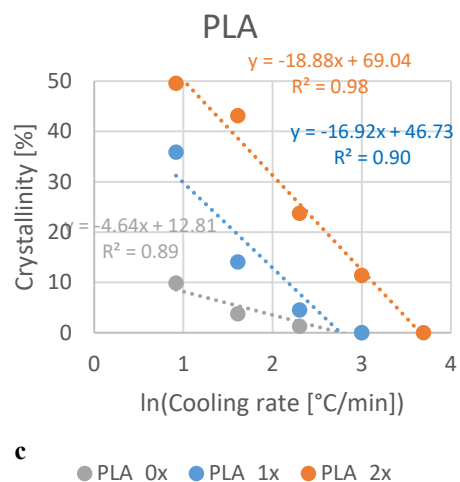 PLA
y = -18.88x + 69.04
R² = 0.98
y = -16.92x + 46.73
R² = 0.90
y = -4.64x + 12.81
R² = 0.89
Crystallinity [%]
50
40
30
20
10
0
0 1 2 3 4
ln(Cooling rate [°C/min])
c
PLA 0x PLA 1x PLA 2x